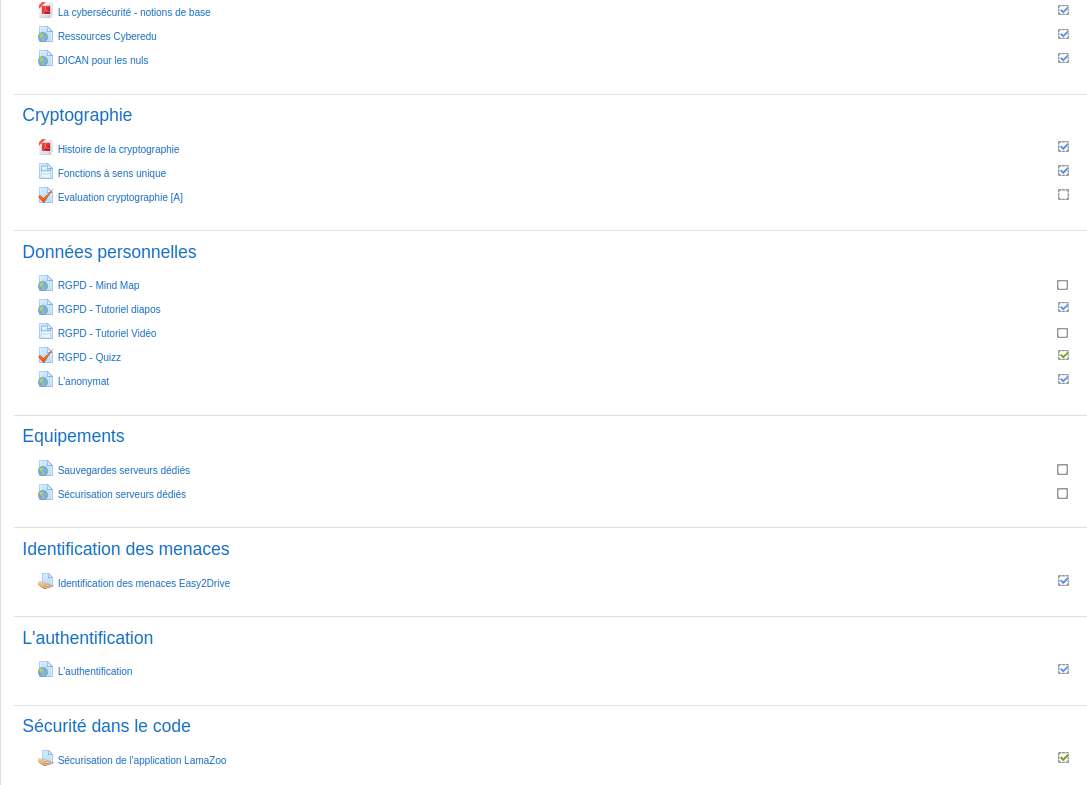 La cybersécurité - notions de base
Ressources Cyberedu
DICAN pour les nuls
Cryptographie
Histoire de la cryptographie
Fonctions à sens unique
Evaluation cryptographie [A]
Données personnelles
RGPD - Mind Map
RGPD - Tutoriel diapos
RGPD - Tutoriel Vidéo
RGPD - Quizz
L'anonymat
Equipements
Sauvegardes serveurs dédiés
Sécurisation serveurs dédiés
Identification des menaces
Identification des menaces Easy2Drive
L'authentification
L'authentification
Sécurité dans le code
Sécurisation de l'application LamaZoo